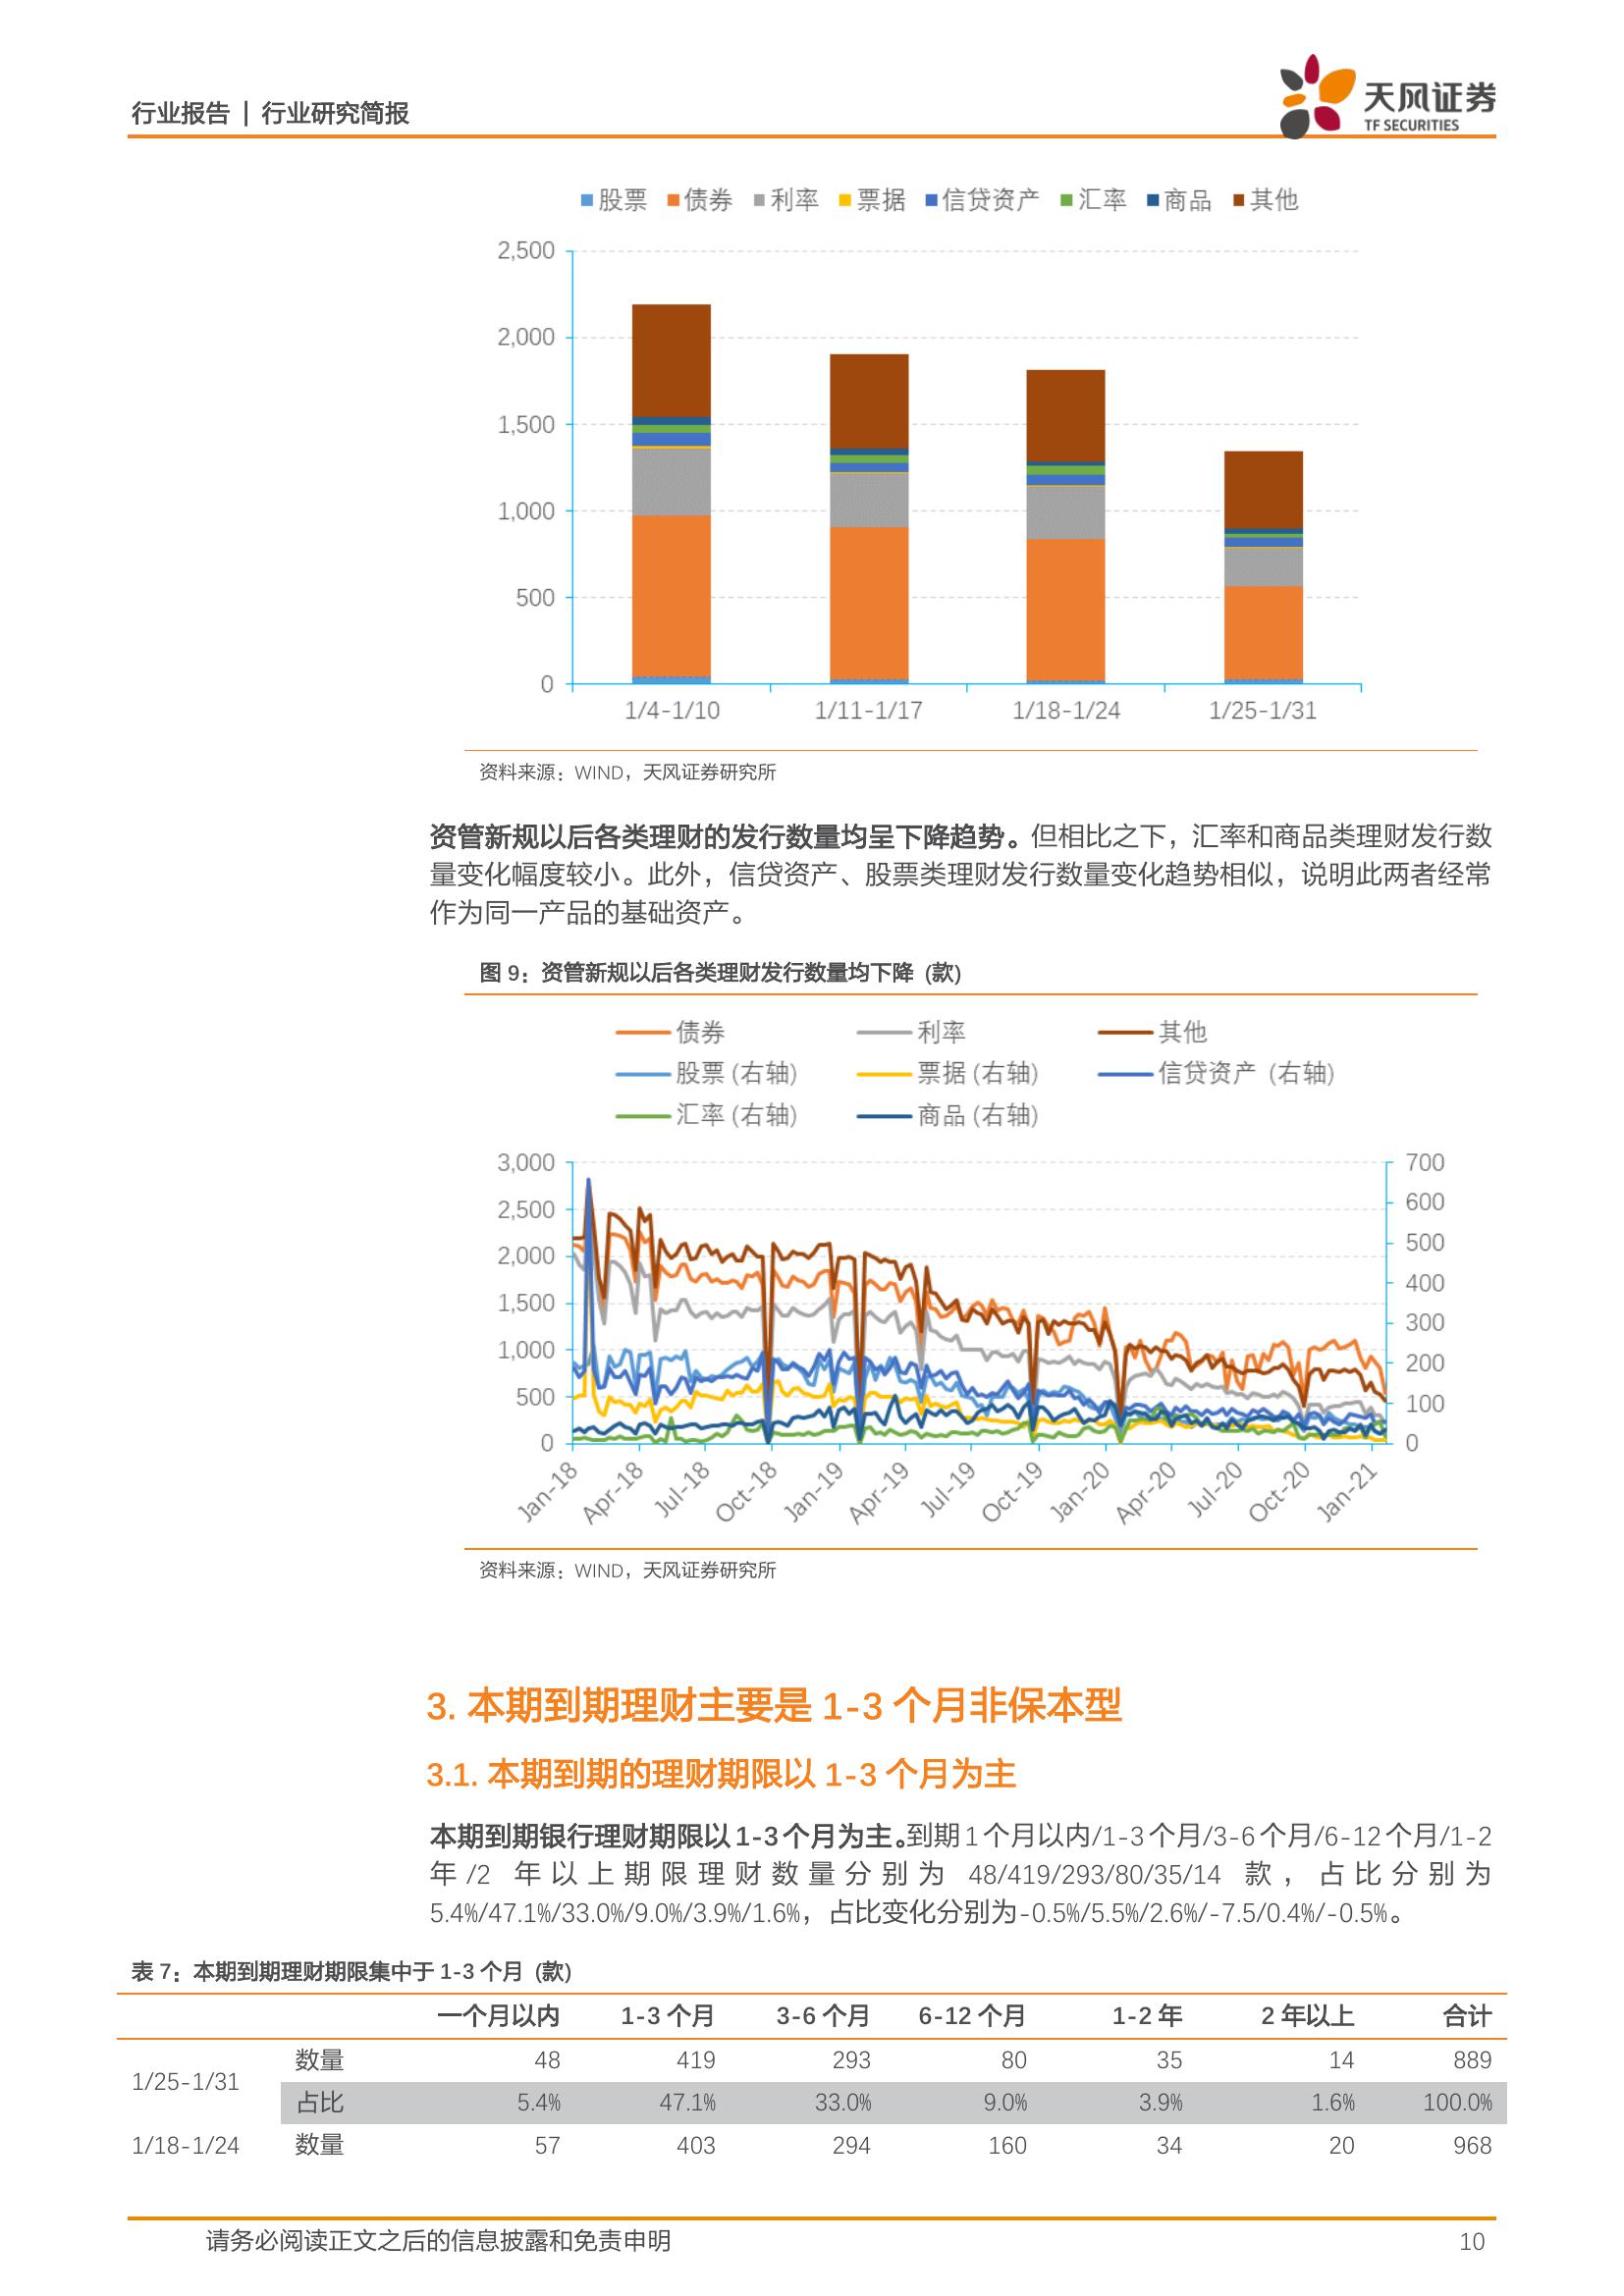 行业报告 | 行业研究简报
天风证券
TF SECURITIES
股票 债券 利率 票据 信贷资产 汇率 商品 其他
2,500
2,000
1,500
1,000
500
0
1/4-1/10 1/11-1/17 1/18-1/24 1/25-1/31
资料来源：WIND，天风证券研究所
资管新规以后各类理财的发行数量均呈下降趋势。但相比之下，汇率和商品类理财发行数
量变化幅度较小。此外，信贷资产、股票类理财发行数量变化趋势相似，说明此两者经常
作为同一产品的基础资产。
图 9：资管新规以后各类理财发行数量均下降 (款)
债券 利率 其他
股票 (右轴) 票据 (右轴) 信贷资产 (右轴)
汇率 (右轴) 商品 (右轴)
3,000 700
2,500 600
2,000 500
1,500 400
1,000 300
500 200
0 100
0
Jan-18 Apr-18 Jul-18 Oct-18 Jan-19 Apr-19 Jul-19 Oct-19 Jan-20 Apr-20 Jul-20 Oct-20 Jan-21
资料来源：WIND，天风证券研究所
3. 本期到期理财主要是 1-3 个月非保本型
3.1. 本期到期的理财期限以 1-3 个月为主
本期到期银行理财期限以 1-3 个月为主。到期 1 个月以内/1-3 个月/3-6 个月/6-12 个月/1-2
年 /2 年以上期限理财数量分别为 48/419/293/80/35/14 款，占比分别为
5.4%/47.1%/33.0%/9.0%/3.9%/1.6%，占比变化分别为-0.5%/5.5%/2.6%/-7.5/0.4%/-0.5%。
表 7：本期到期理财期限集中于 1-3 个月 (款)
一个月以内 1-3 个月 3-6 个月 6-12 个月 1-2 年 2 年以上 合计
1/25-1/31 数量 48 419 293 80 35 14 889
占比 5.4% 47.1% 33.0% 9.0% 3.9% 1.6% 100.0%
1/18-1/24 数量 57 403 294 160 34 20 968
请务必阅读正文之后的信息披露和免责申明 10